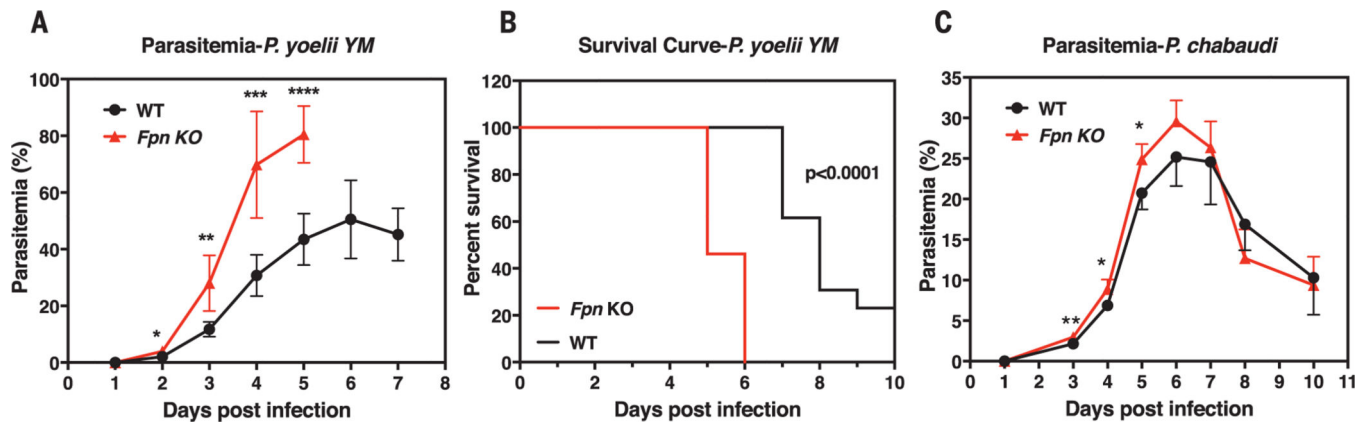 A
Parasitemia-P. yoelii YM
Parasitemia (%)
100
80
60
40
20
0
WT
Fpn KO
*
**
***
****
0 1 2 3 4 5 6 7 8
Days post infection
B
Survival Curve-P. yoelii YM
Percent survival
120
100
80
60
40
20
0
p<0.0001
Fpn KO
WT
0 2 4 6 8 10
Days post infection
C
Parasitemia-P. chabaudi
Parasitemia (%)
35
30
25
20
15
10
5
0
WT
Fpn KO
**
*
*
0 1 2 3 4 5 6 7 8 9 10 11
Days post infection